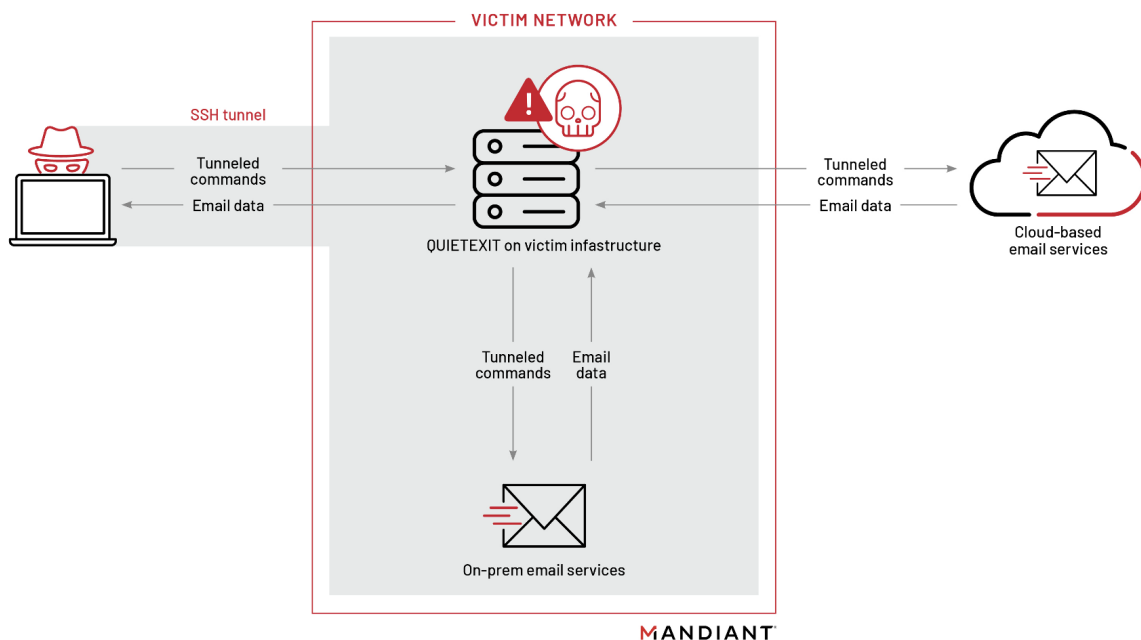 VICTIM NETWORK
SSH tunnel
Tunneled
commands
Email data
QUIETEXIT on victim infastructure
Tunneled
commands
Email data
Cloud-based
email services
Tunneled
commands
Email
data
On-prem email services
MANDIANT